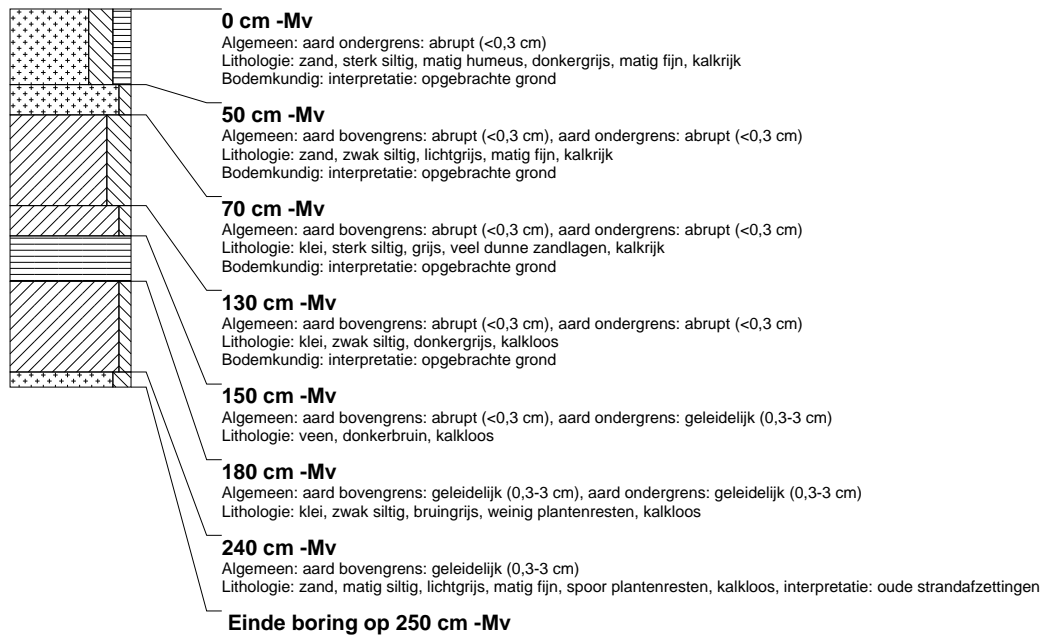 0 cm -Mv
Algemeen: aard ondergrens: abrupt (<0,3 cm)
Lithologie: zand, sterk siltig, matig humeus, donkergrijs, matig fijn, kalkrijk
Bodemkundig: interpretatie: opgebrachte grond
50 cm -Mv
Algemeen: aard bovengrens: abrupt (<0,3 cm), aard ondergrens: abrupt (<0,3 cm)
Lithologie: zand, zwak siltig, lichtgrijs, matig fijn, kalkrijk
Bodemkundig: interpretatie: opgebrachte grond
70 cm -Mv
Algemeen: aard bovengrens: abrupt (<0,3 cm), aard ondergrens: abrupt (<0,3 cm)
Lithologie: klei, sterk siltig, grijs, veel dunne zandlagen, kalkrijk
Bodemkundig: interpretatie: opgebrachte grond
130 cm -Mv
Algemeen: aard bovengrens: abrupt (<0,3 cm), aard ondergrens: abrupt (<0,3 cm)
Lithologie: klei, zwak siltig, donkergrijs, kalkloos
Bodemkundig: interpretatie: opgebrachte grond
150 cm -Mv
Algemeen: aard bovengrens: abrupt (<0,3 cm), aard ondergrens: geleidelijk (0,3-3 cm)
Lithologie: veen, donkerbruin, kalkloos
180 cm -Mv
Algemeen: aard bovengrens: geleidelijk (0,3-3 cm), aard ondergrens: geleidelijk (0,3-3 cm)
Lithologie: klei, zwak siltig, bruingrijs, weinig plantenresten, kalkloos
240 cm -Mv
Algemeen: aard bovengrens: geleidelijk (0,3-3 cm)
Lithologie: zand, matig siltig, lichtgrijs, matig fijn, spoor plantenresten, kalkloos, interpretatie: oude strandafzettingen
Einde boring op 250 cm -Mv